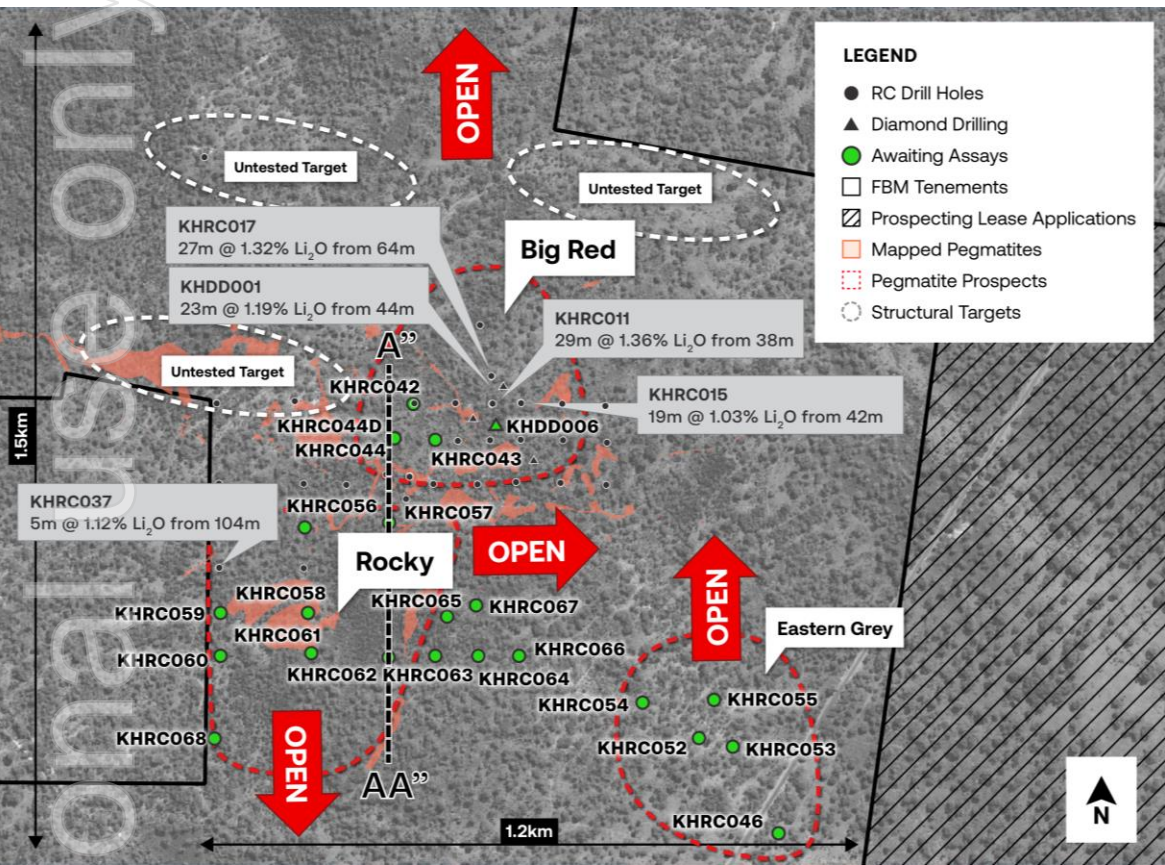 onal use only
OPEN
LEGEND
RC Drill Holes
Diamond Drilling
Awaiting Assays
FBM Tenements
Prospecting Lease Applications
Mapped Pegmatites
Pegmatite Prospects
Structural Targets
Untested Target
Untested Target
KHRC017
27m @ 1.32% Li₂O from 64m
Big Red
KHDD001
23m @ 1.19% Li₂O from 44m
KHRC011
29m @ 1.36% Li₂O from 38m
A”
Untested Target
KHRC042
KHRC015
19m @ 1.03% Li₂O from 42m
KHRC044D
KHDD006
KHRC044
KHRC043
1.5km
KHRC037
5m @ 1.12% Li₂O from 104m
KHRC056
KHRC057
OPEN
Rocky
OPEN
KHRC059
KHRC058
KHRC065
KHRC067
KHRC061
Eastern Grey
KHRC060
KHRC062
KHRC063
KHRC064
KHRC066
KHRC054
KHRC055
KHRC068
KHRC052
KHRC053
OPEN
AA”
KHRC046
1.2km
N